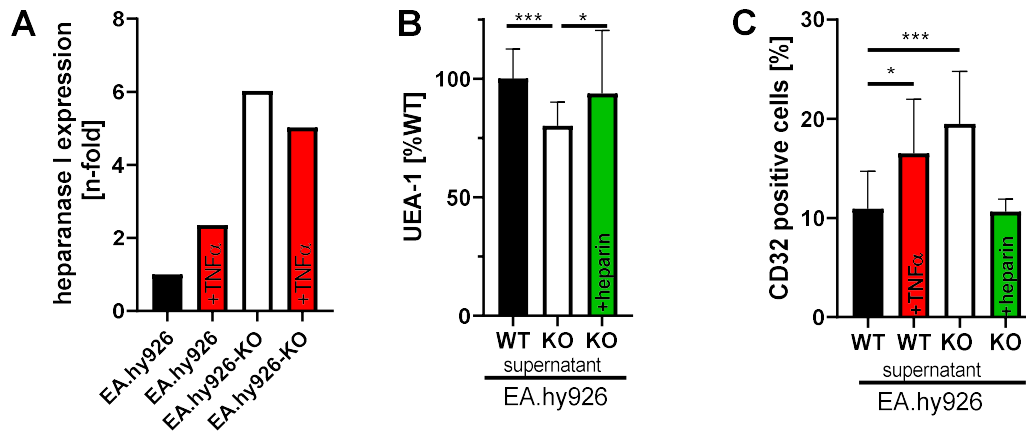 A
heparanase I expression
[n-fold]
8
6
4
2
0
+TNFα
+TNFα
EA.hy926
EA.hy926
EA.hy926-KO
EA.hy926-KO
B
UEA-1 [%WT]
100
50
0
***
*
+heparin
WT KO KO
supernatant
EA.hy926
C
CD32 positive cells [%]
30
20
10
0
***
*
+TNFα
+heparin
WT WT KO KO
supernatant
EA.hy926